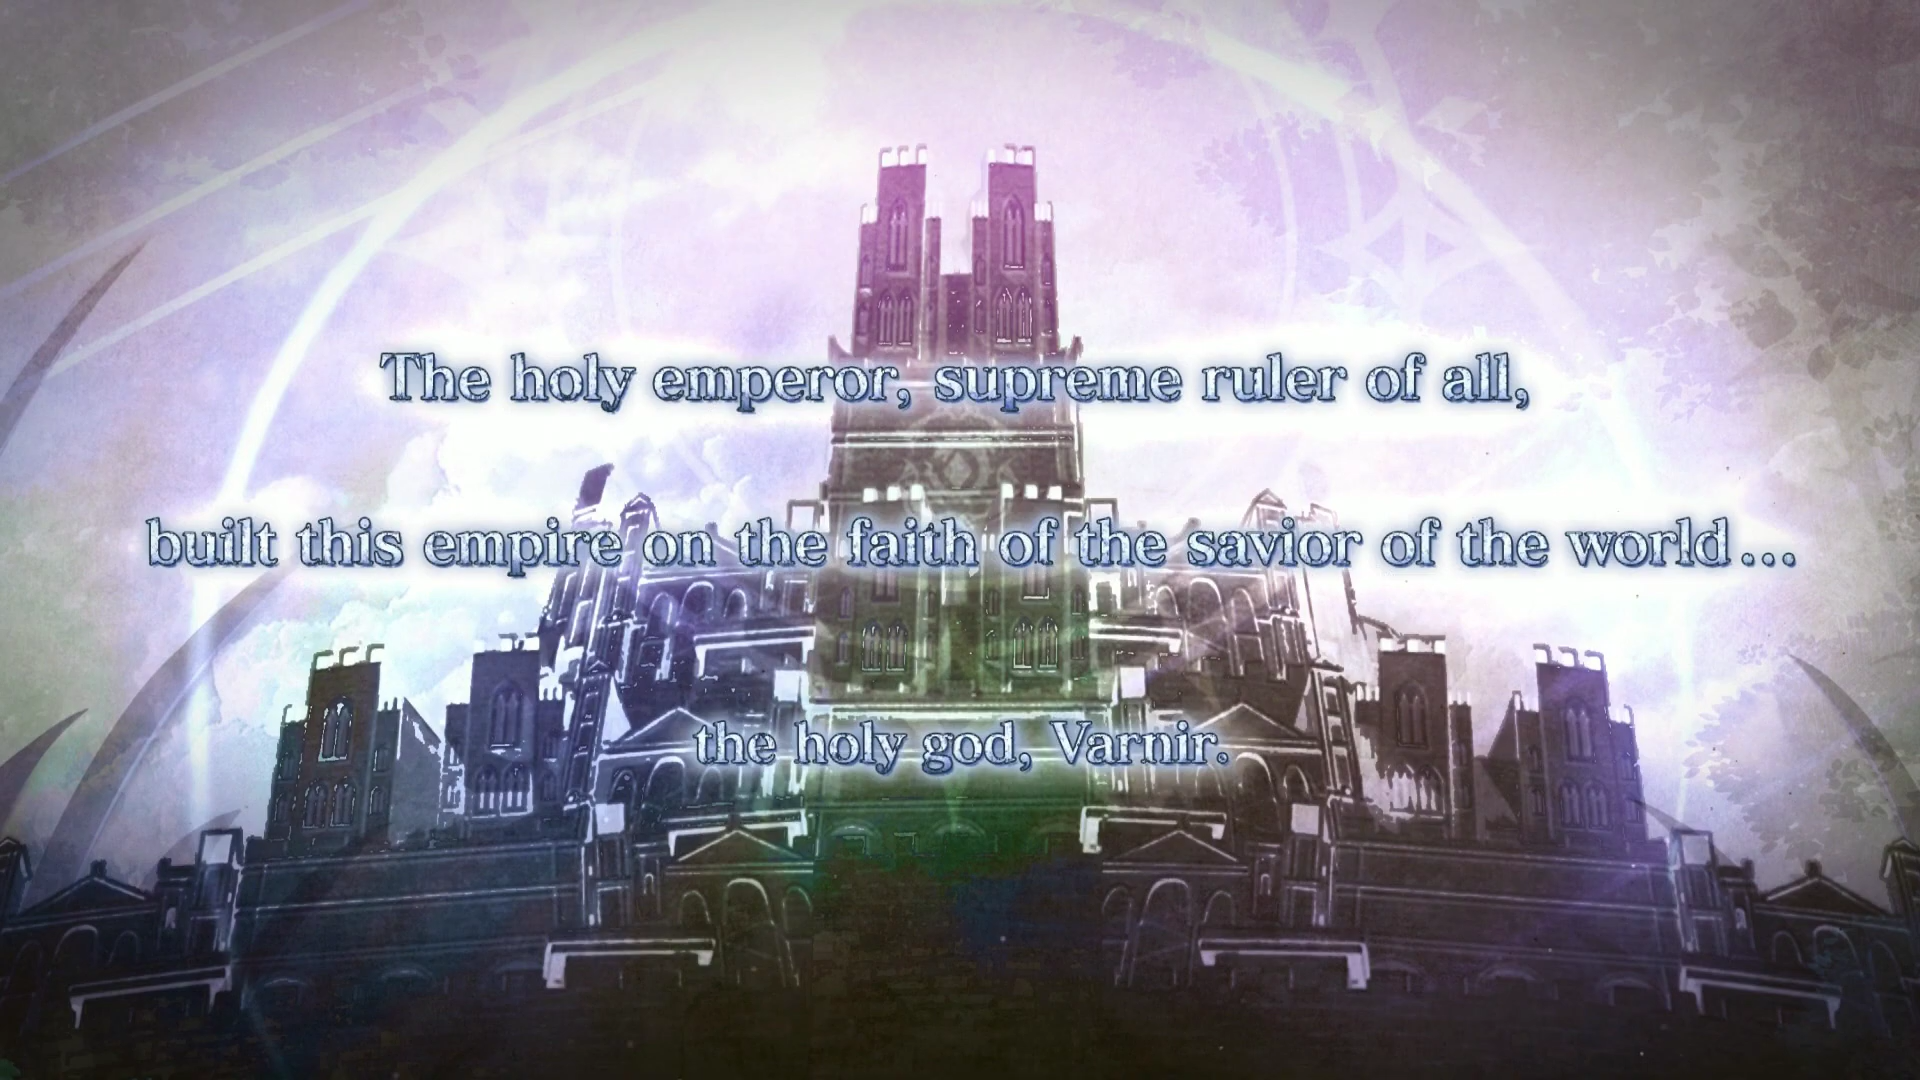 The holy emperor, supreme ruler of all,
built this empire on the faith of the savior of the world...
the holy god, Varnir.